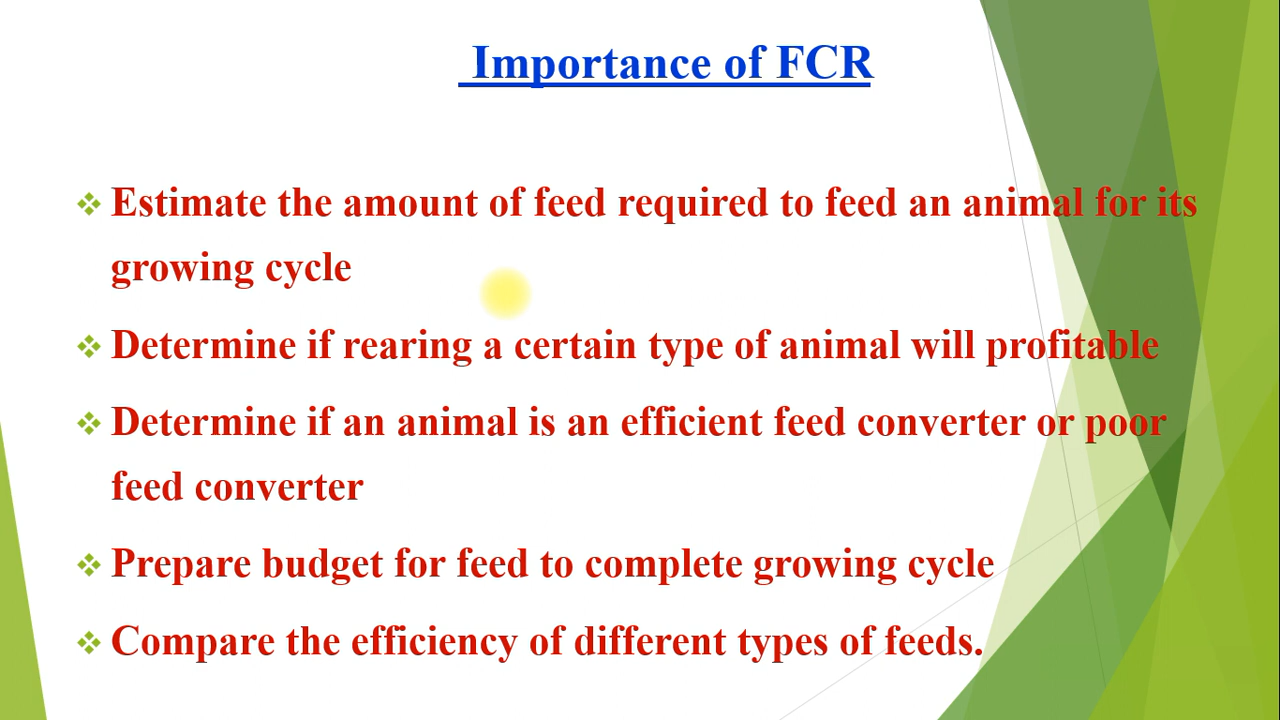 Importance of FCR
Estimate the amount of feed required to feed an animal for its
growing cycle
Determine if rearing a certain type of animal will profitable
Determine if an animal is an efficient feed converter or poor
feed converter
Prepare budget for feed to complete growing cycle
Compare the efficiency of different types of feeds.